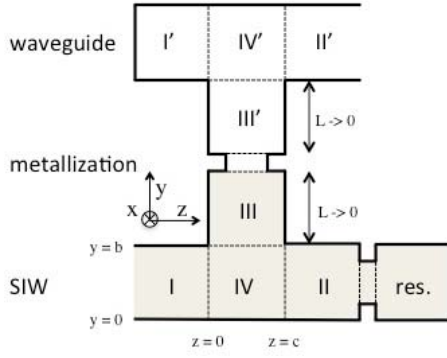 waveguide I' IV' II'
III' L -> 0
metallization
y
x z III L -> 0
y = b
SIW I IV II res.
y = 0
z = 0 z = c